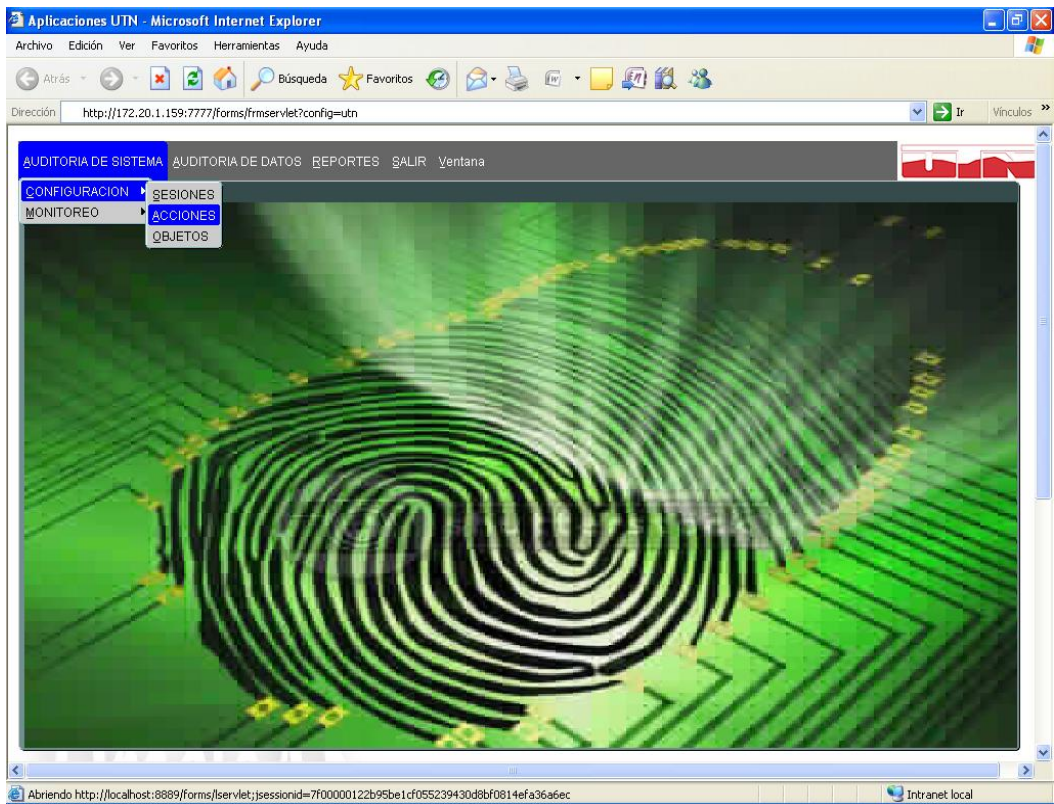 Aplicaciones UTN - Microsoft Internet Explorer
Archivo Edición Ver Favoritos Herramientas Ayuda
Atrás Búsqueda Favoritos
Dirección http://172.20.1.159:7777/forms/frmservlet?config=utn Ir Vínculos »
AUDITORIA DE SISTEMA AUDITORIA DE DATOS REPORTES SALIR Ventana
UTN
CONFIGURACION SESIONES
MONITOREO ACCIONES
OBJETOS
Abriendo http://localhost:8889/forms/lservlet;jsessionid=7f00000122b95be1cf055239430d8bf0814efa36a6ec Intranet local